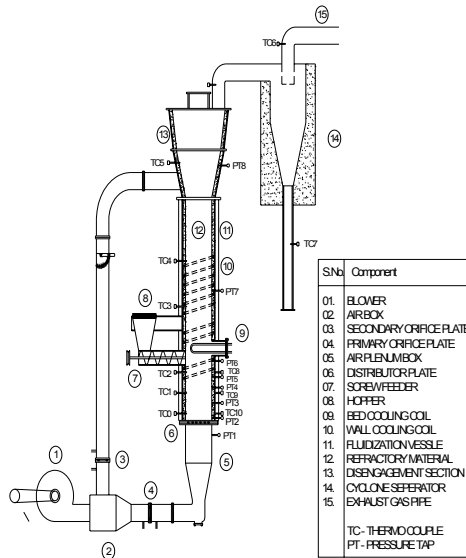 15
TC6
13
14
TC5
PT8
12
11
TC7
TC4
10
PT7
8
TC3
9
PT6
7
TC2
TC8
PT5
PT4
TC1
TC9
PT3
TC0
TC10
PT2
6
PT1
1
3
5
4
2
S.No. Component
01. BLOWER
02. AIR BOX
03. SECONDARY ORIFICE PLATE
04. PRIMARY ORIFICE PLATE
05. AIR PLENUM BOX
06. DISTRIBUTOR PLATE
07. SCREW FEEDER
08. HOPPER
09. BED COOLING COIL
10. WALL COOLING COIL
11. FLUIDIZATION VESSLE
12. REFRACTORY MATERIAL
13. DISENGAGEMENT SECTION
14. CYCLONE SEPERATOR
15. EXHAUST GAS PIPE
TC - THERMO COUPLE
PT - PRESSURE TAP